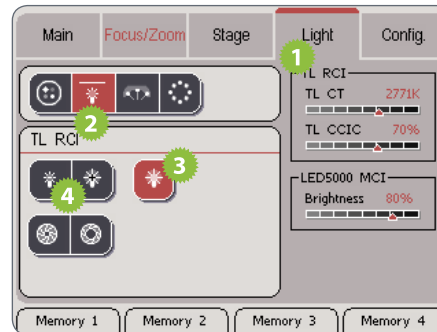 Main Focus/Zoom Stage Light Config.
1
TL RCI
TL CT 2771K
2
TL CCIC 70%
TL RCI
3
4
LED5000 MCI
Brightness 80%
Memory 1 Memory 2 Memory 3 Memory 4